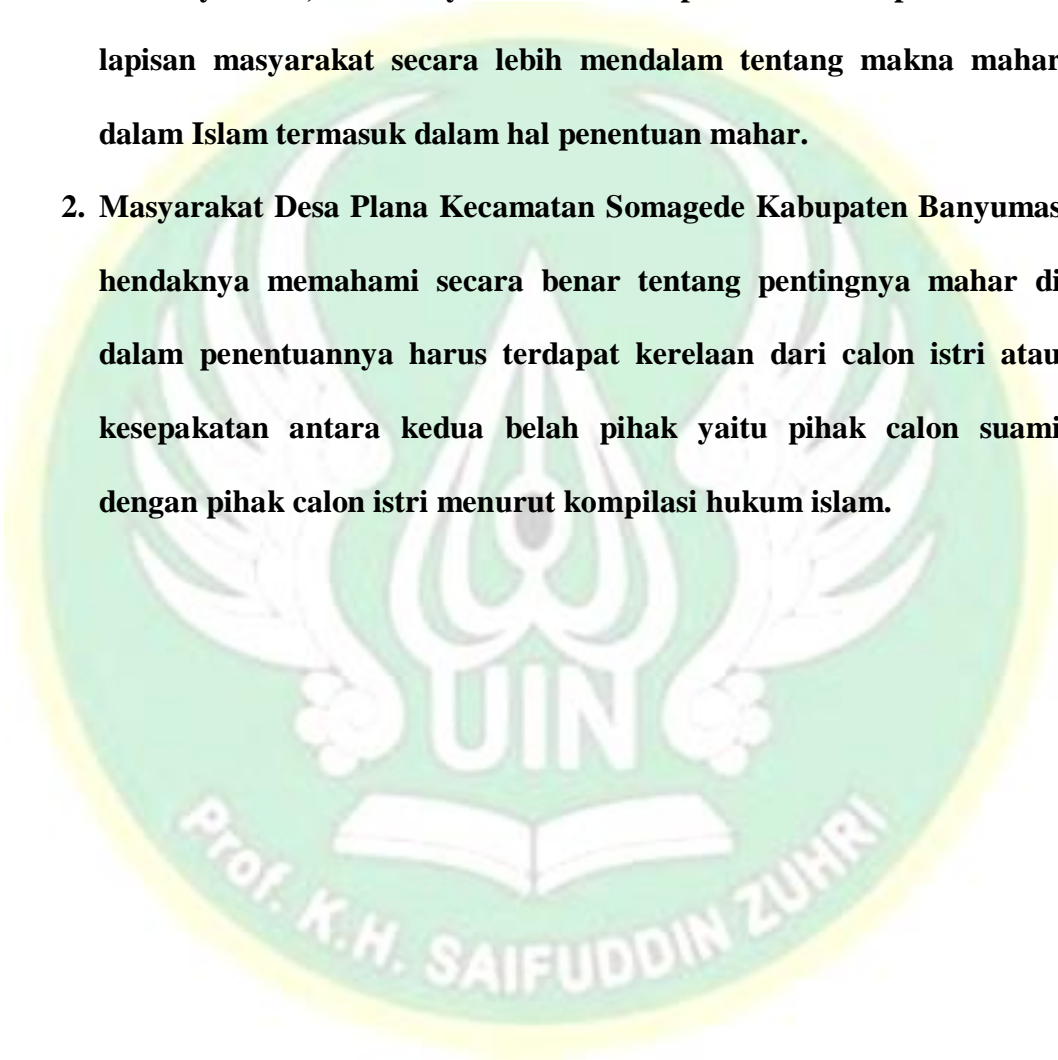 lapisan masyarakat secara lebih mendalam tentang makna mahar
dalam Islam termasuk dalam hal penentuan mahar.
2. Masyarakat Desa Plana Kecamatan Somagede Kabupaten Banyumas
hendaknya memahami secara benar tentang pentingnya mahar di
dalam penentuannya harus terdapat kerelaan dari calon istri atau
kesepakatan antara kedua belah pihak yaitu pihak calon suami
dengan pihak calon istri menurut kompilasi hukum islam.
UIN
Prof. K.H. SAIFUDDIN ZUHRI